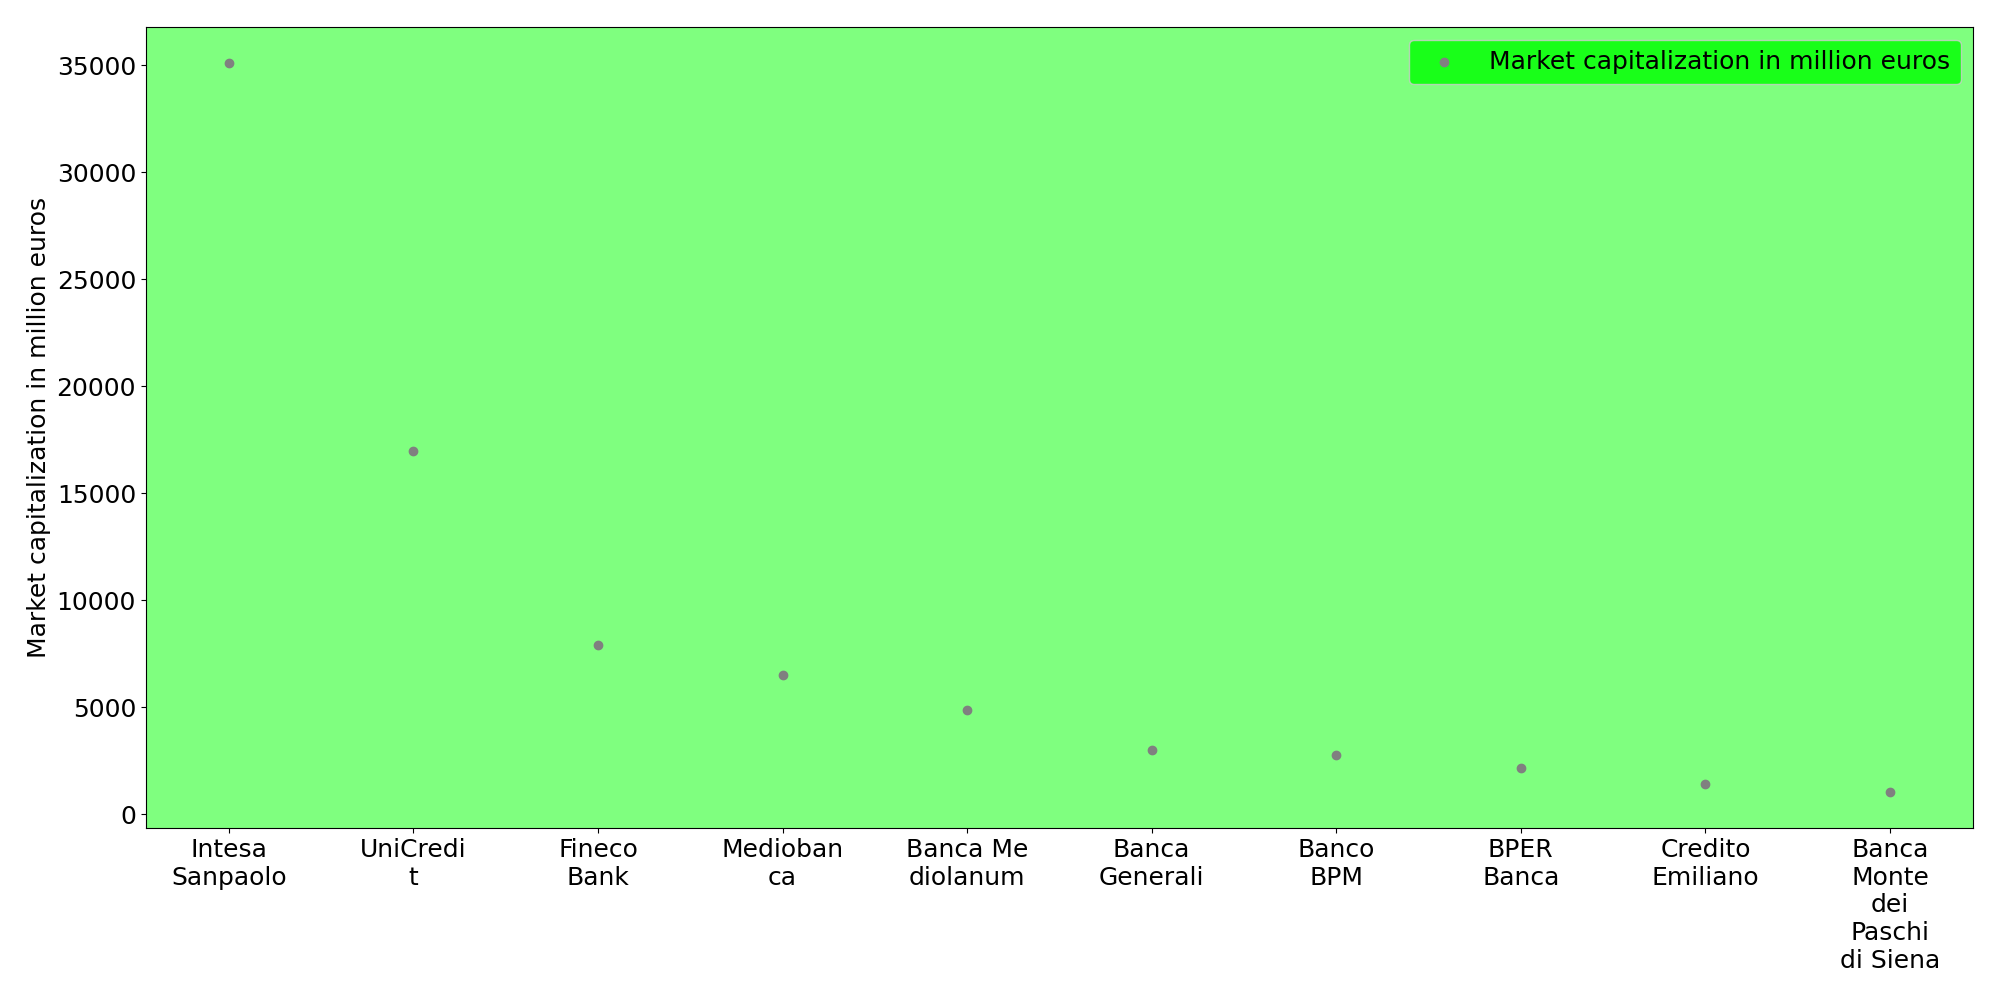 Market capitalization in million euros
35000
30000
25000
20000
15000
10000
5000
0
Market capitalization in million euros
Intesa
Sanpaolo
UniCredi
t
Fineco
Bank
Medioban
ca
Banca Me
diolanum
Banca
Generali
Banco
BPM
BPER
Banca
Credito
Emiliano
Banca
Monte
dei
Paschi
di Siena